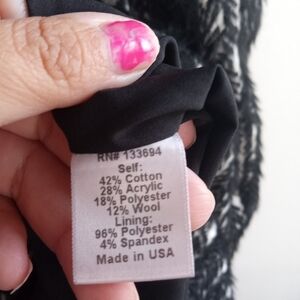 RN# 133694
Self:
42% Cotton
28% Acrylic
18% Polyester
12% Wool
Lining:
96% Polyester
4% Spandex
Made in USA